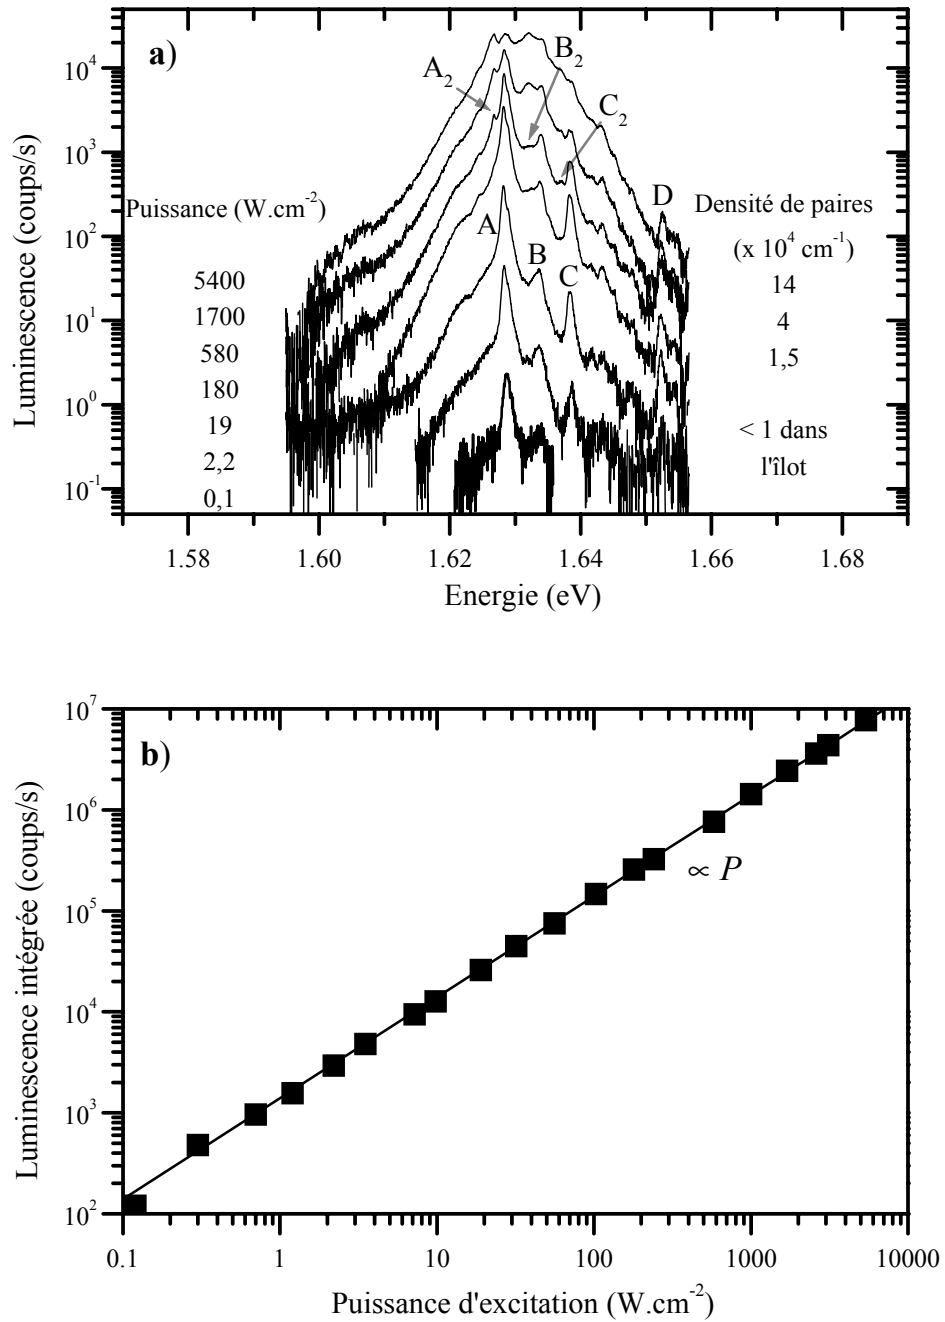 a)
10⁴
10³
10²
10¹
10⁰
10⁻¹
Luminescence (coups/s)
A₂
B₂
C₂
D
A
B
C
Puissance (W.cm⁻²)
5400
1700
580
180
19
2,2
0,1
Densité de paires
(x 10⁴ cm⁻¹)
14
4
1,5
< 1 dans
l'îlot
1.58 1.60 1.62 1.64 1.66 1.68
Energie (eV)
b)
10⁷
10⁶
10⁵
10⁴
10³
10²
Luminescence intégrée (coups/s)
∝ P
0.1 1 10 100 1000 10000
Puissance d'excitation (W.cm⁻²)